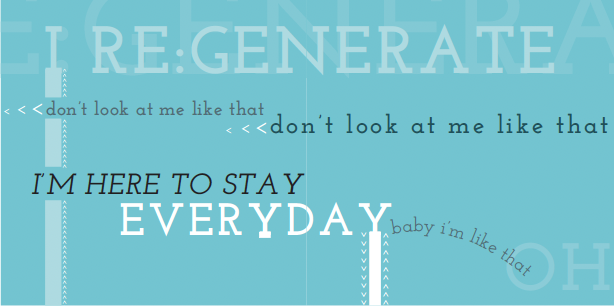 E:GENERA
I RE:GENERATE
<<<don't look at me like that
<<<don't look at me like that
I'M HERE TO STAY
EVERYDAY
baby i'm like that
OH